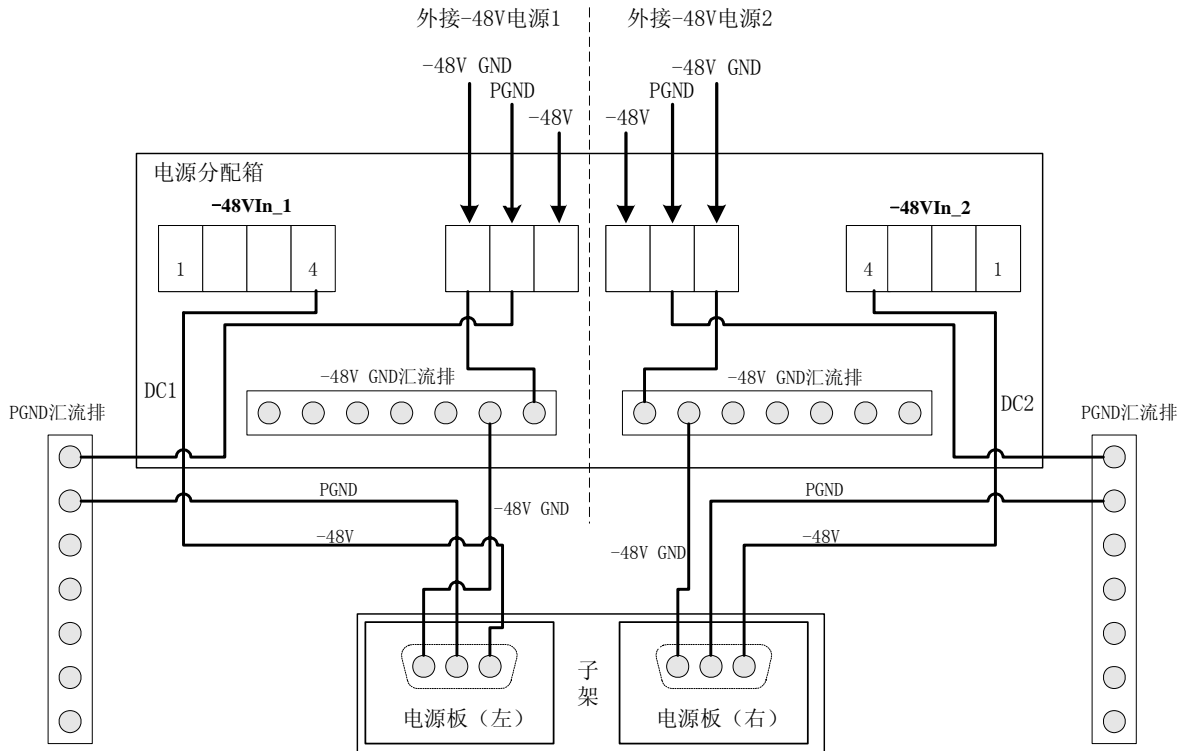 外接-48V电源1
外接-48V电源2
-48V GND
-48V GND
PGND
PGND
-48V
-48V
电源分配箱
-48VIn_1
-48VIn_2
1
4
4
1
-48V GND汇流排
-48V GND汇流排
DC1
DC2
PGND汇流排
PGND汇流排
PGND
PGND
-48V GND
-48V
-48V
-48V GND
子架
电源板（左）
电源板（右）